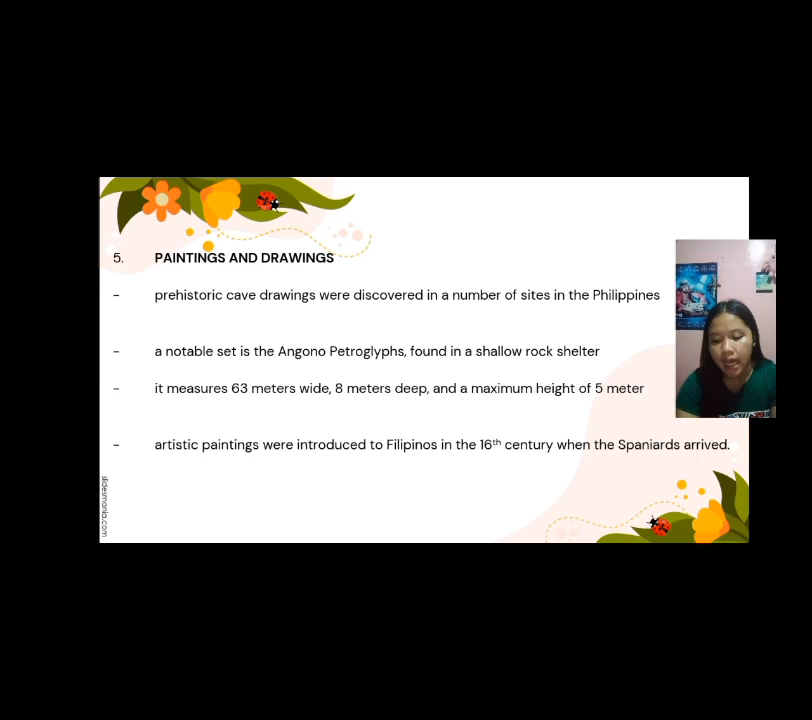 5. PAINTINGS AND DRAWINGS
- prehistoric cave drawings were discovered in a number of sites in the Philippines
- a notable set is the Angono Petroglyphs, found in a shallow rock shelter
- it measures 63 meters wide, 8 meters deep, and a maximum height of 5 meter
- artistic paintings were introduced to Filipinos in the 16th century when the Spaniards arrived.
slidesmania.com